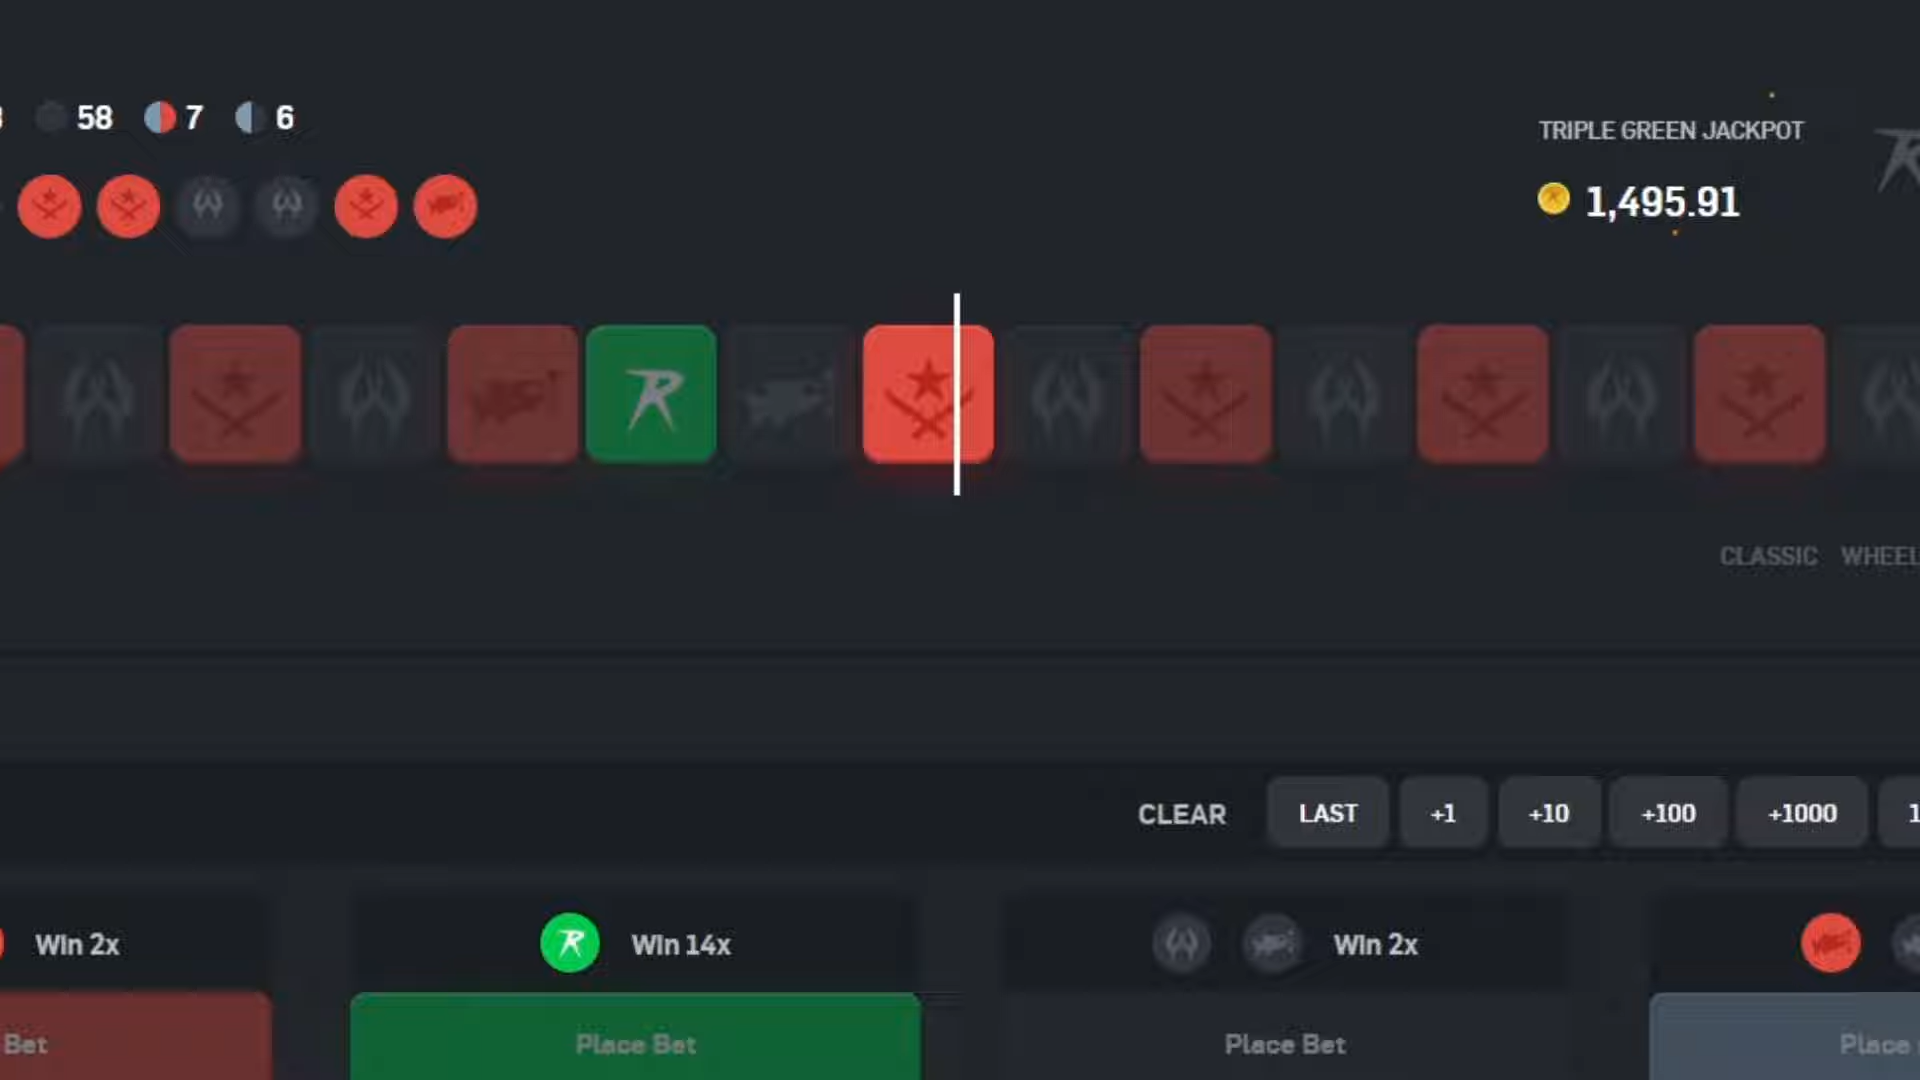 58 7 6
TRIPLE GREEN JACKPOT
1,495.91
CLASSIC WHEEL
CLEAR LAST +1 +10 +100 +1000
Win 2x
Win 14x
Win 2x
Bet
Place Bet
Place Bet
Place